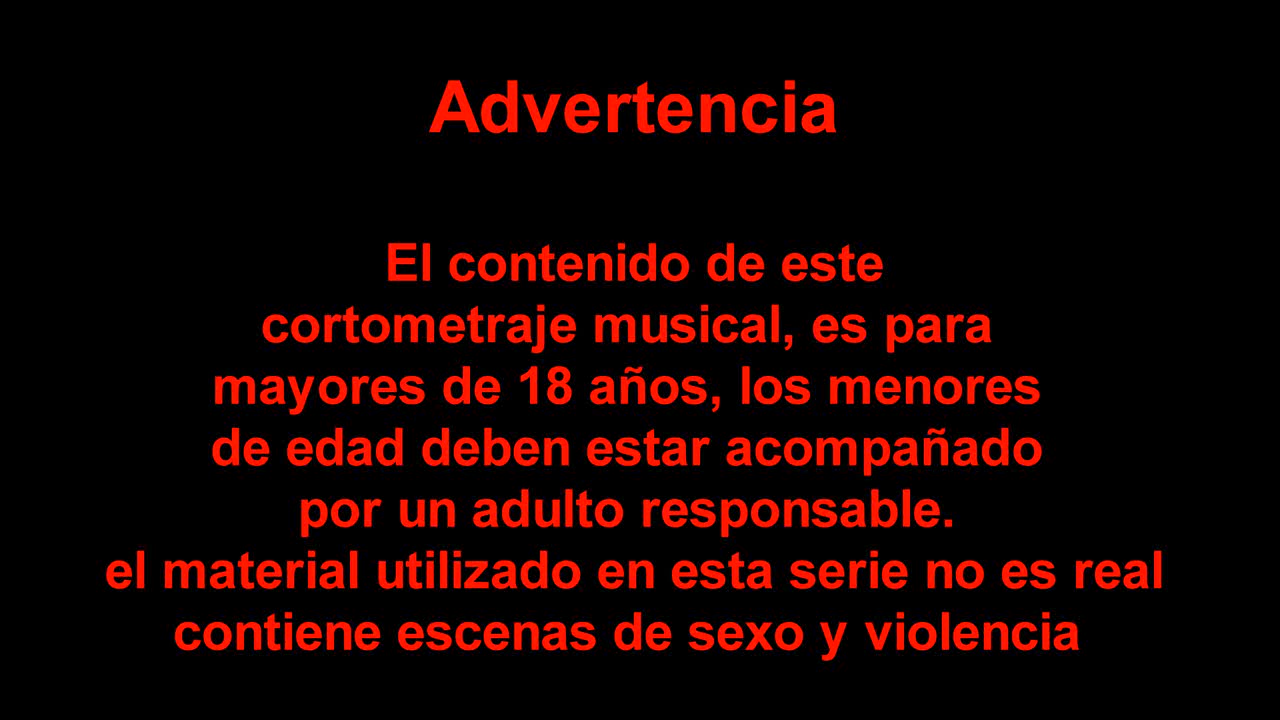 Advertencia
El contenido de este
cortometraje musical, es para
mayores de 18 años, los menores
de edad deben estar acompañado
por un adulto responsable.
el material utilizado en esta serie no es real
contiene escenas de sexo y violencia